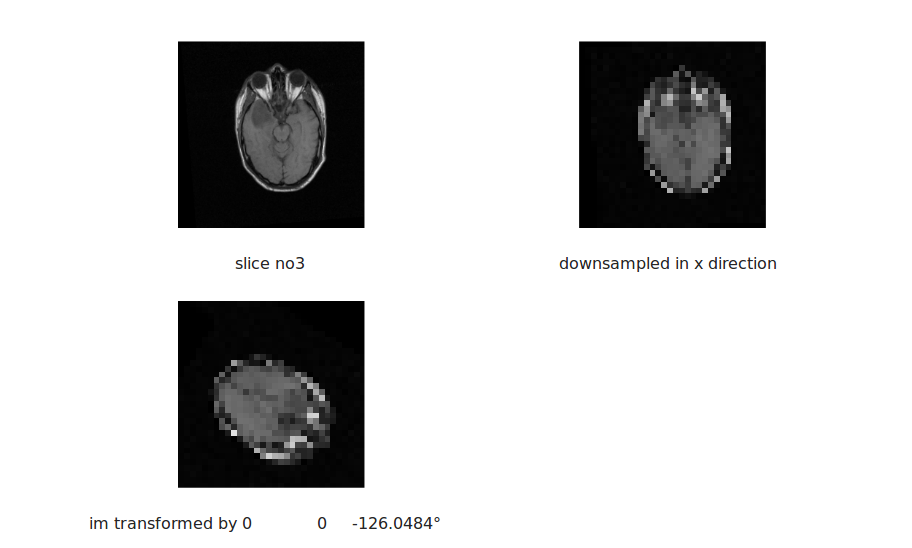 slice no3
downsampled in x direction
im transformed by 0 0 -126.0484°